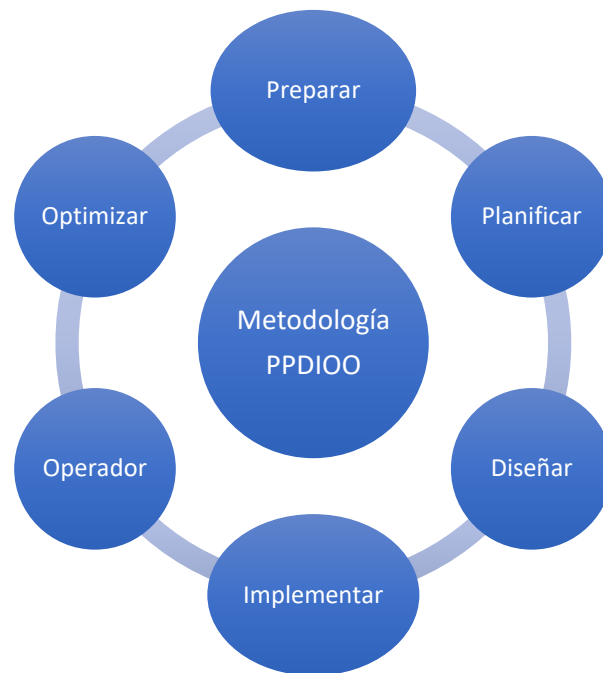 Preparar
Planificar
Diseñar
Implementar
Operador
Optimizar
Metodología
PPDIOO